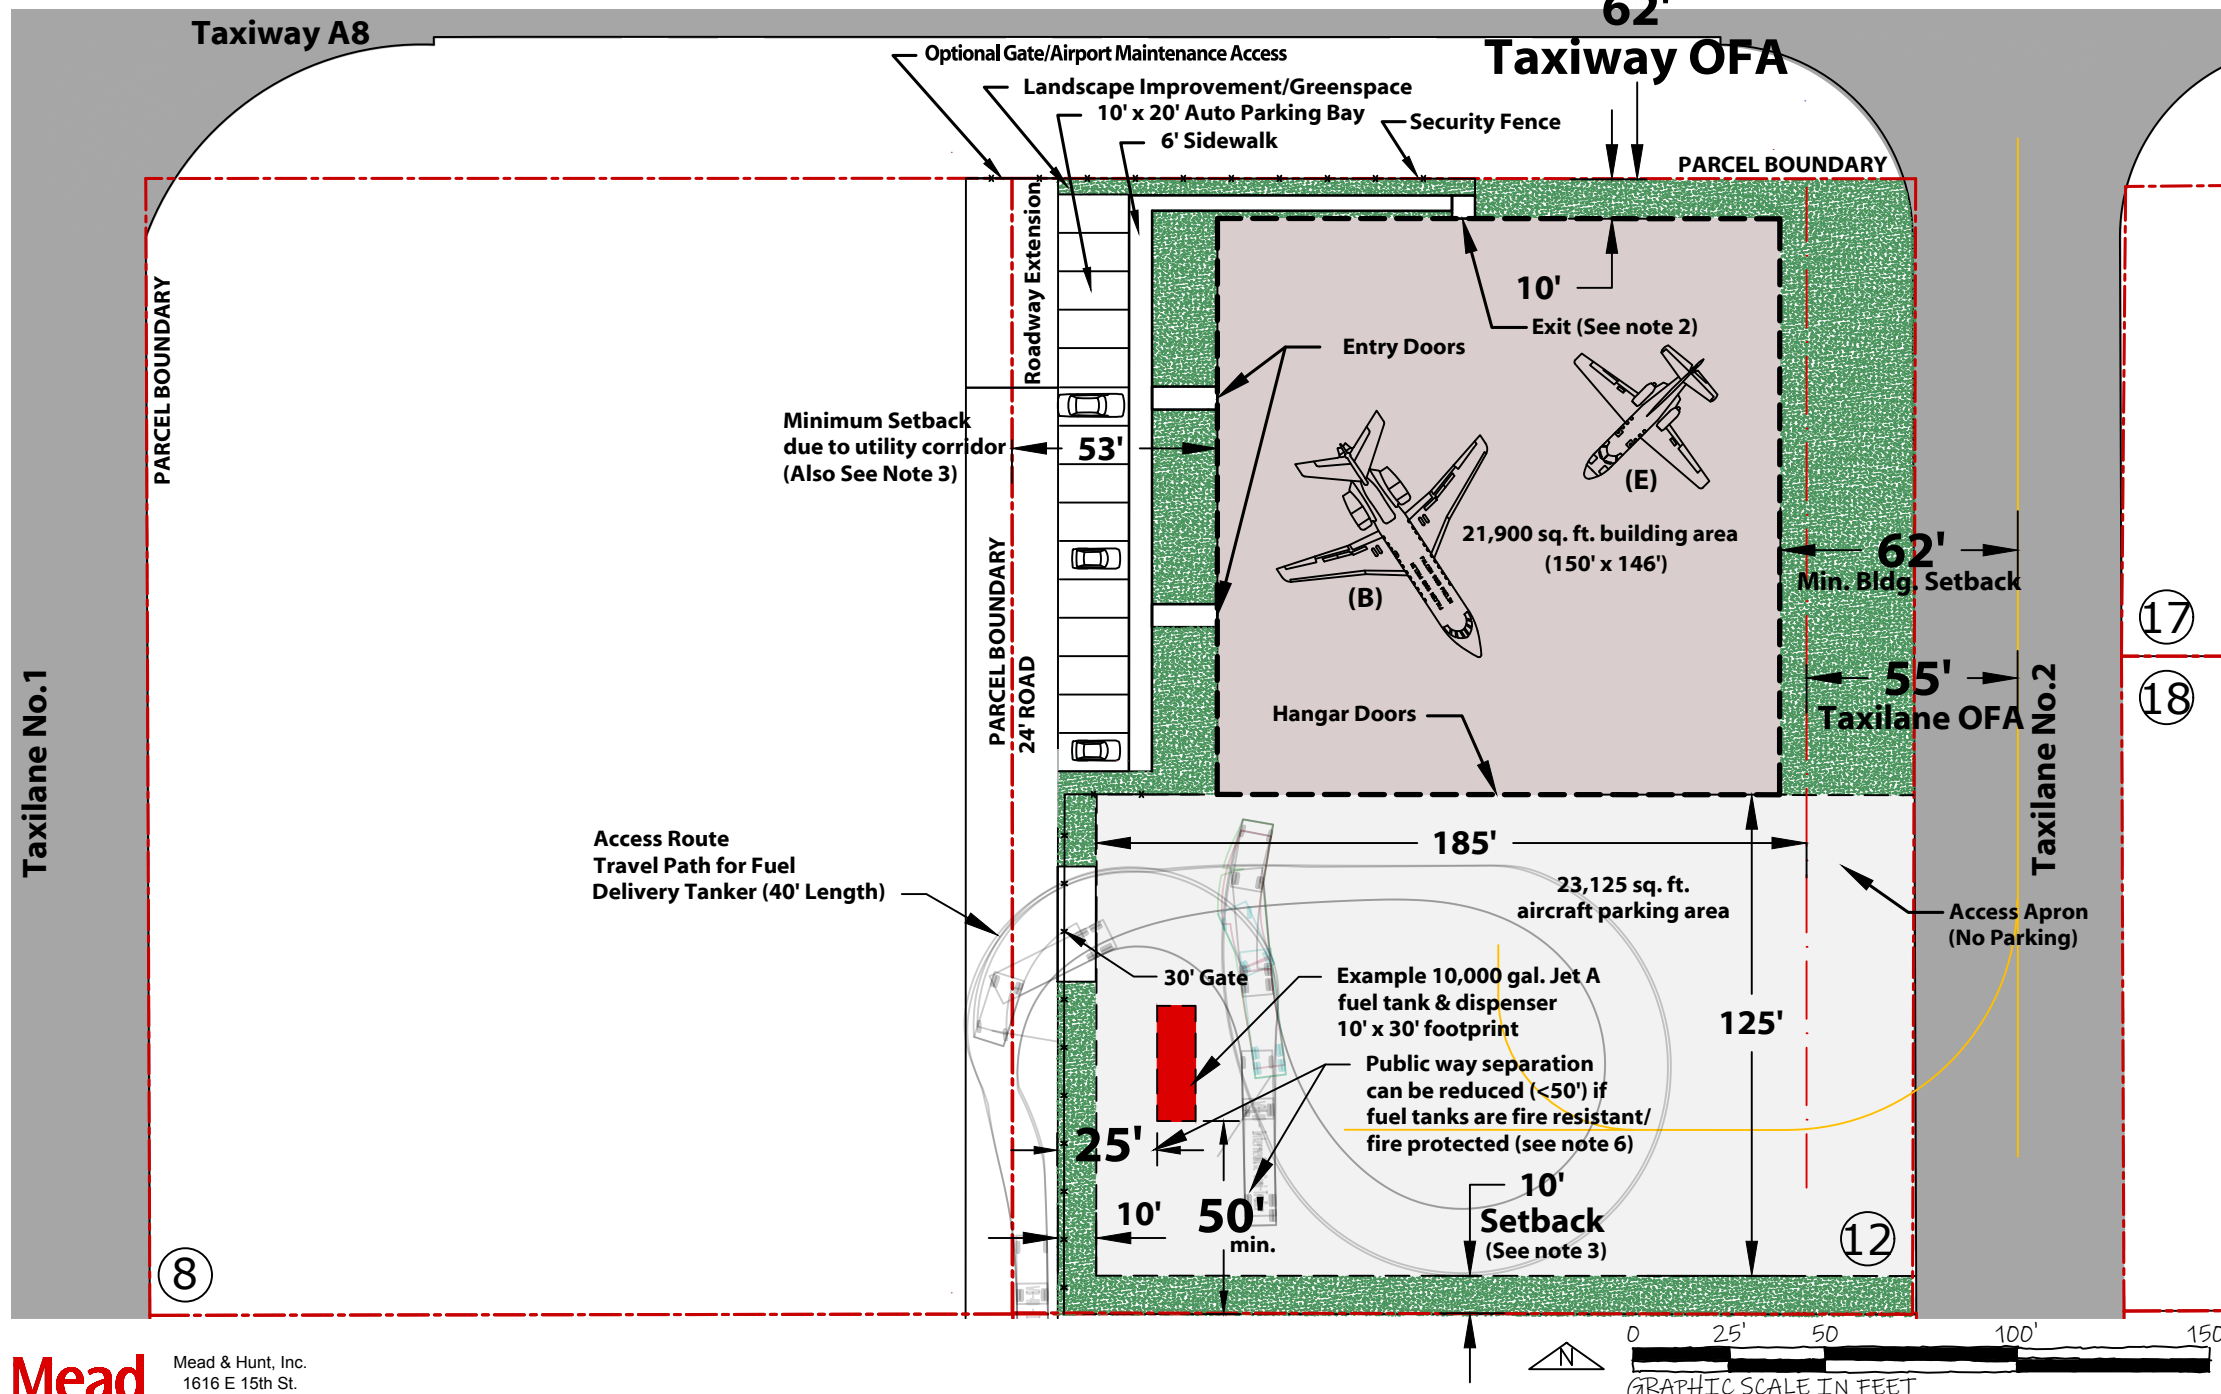 62'
Taxiway OFA
Taxiway A8
Optional Gate/Airport Maintenance Access
Landscape Improvement/Greenspace
10' x 20' Auto Parking Bay
6' Sidewalk
Security Fence
PARCEL BOUNDARY
PARCEL BOUNDARY
Roadway Extension
10'
Exit (See note 2)
Entry Doors
Minimum Setback
due to utility corridor
(Also See Note 3)
53'
(E)
21,900 sq. ft. building area
(150' x 146')
(B)
62'
Min. Bldg. Setback
17
55'
Taxilane OFA
18
PARCEL BOUNDARY
24' ROAD
Taxilane No.1
Taxilane No.2
Hangar Doors
185'
Access Route
Travel Path for Fuel
Delivery Tanker (40' Length)
23,125 sq. ft.
aircraft parking area
Access Apron
(No Parking)
30' Gate
Example 10,000 gal. Jet A
fuel tank & dispenser
10' x 30' footprint
125'
Public way separation
can be reduced (<50') if
fuel tanks are fire resistant/
fire protected (see note 6)
25'
10'
50'
min.
10'
Setback
(See note 3)
12
8
0 25' 50 100' 150
N
GRAPHIC SCALE IN FEET
Mead
Mead & Hunt, Inc.
1616 E 15th St.